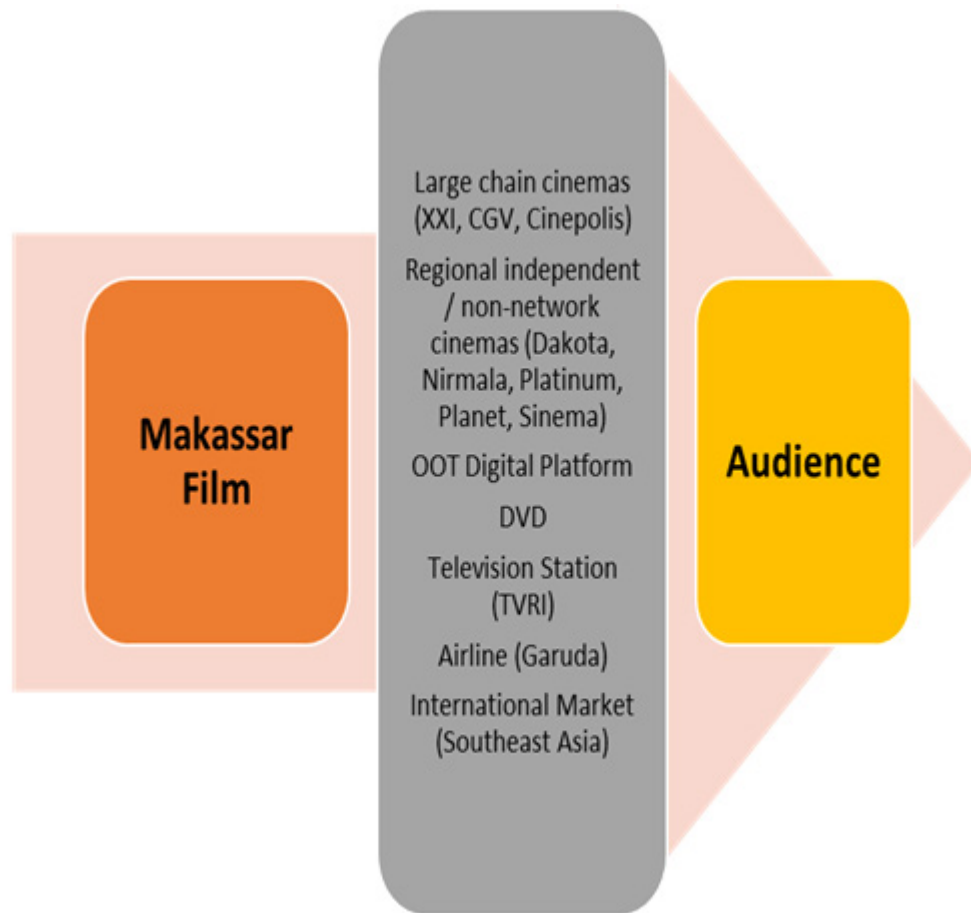 Makassar
Film
Large chain cinemas
(XXI, CGV, Cinepolis)
Regional independent
/ non-network
cinemas (Dakota,
Nirmala, Platinum,
Planet, Sinema)
OOT Digital Platform
DVD
Television Station
(TVRI)
Airline (Garuda)
International Market
(Southeast Asia)
Audience